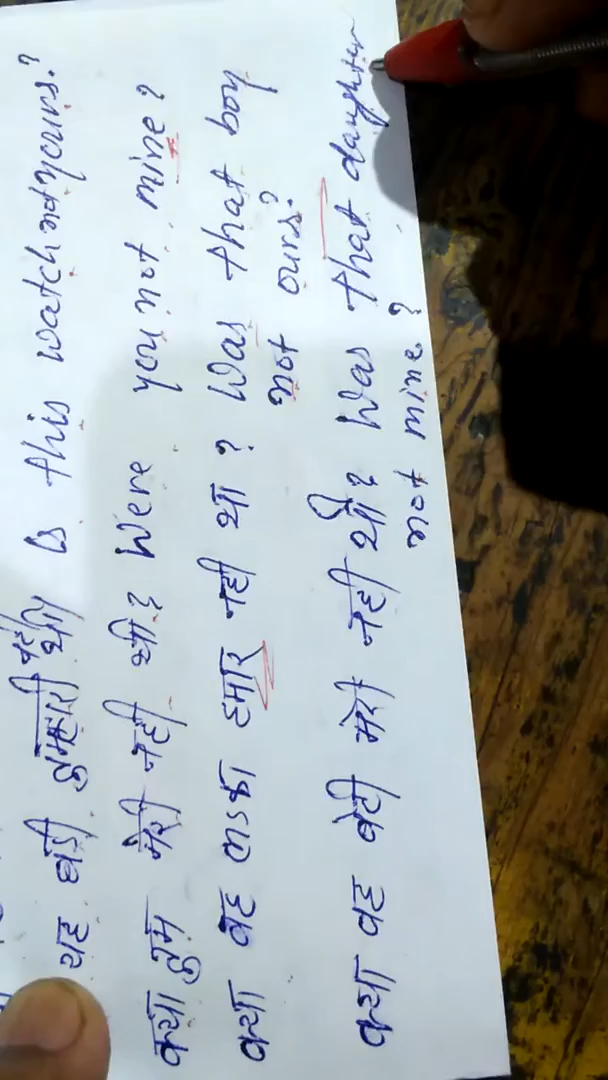 यह घडी तुम्हारी नही थी Is this watch not yours?
क्या तुम मेरी नही थी? Were you not mine?
क्या वह लडका हमार नही था? Was that boy
not ours?
क्या वह बेटी मेरी नही थी? Was that daughter
not mine?